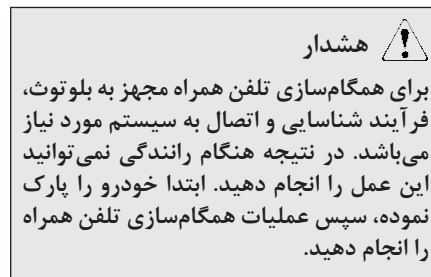 هشدار
برای همگام‌سازی تلفن همراه مجهز به بلوتوث،
فرآیند شناسایی و اتصال به سیستم مورد نیاز
می‌باشد. در نتیجه هنگام رانندگی نمی‌توانید
این عمل را انجام دهید. ابتدا خودرو را پارک
نموده، سپس عملیات همگام‌سازی تلفن همراه
را انجام دهید.